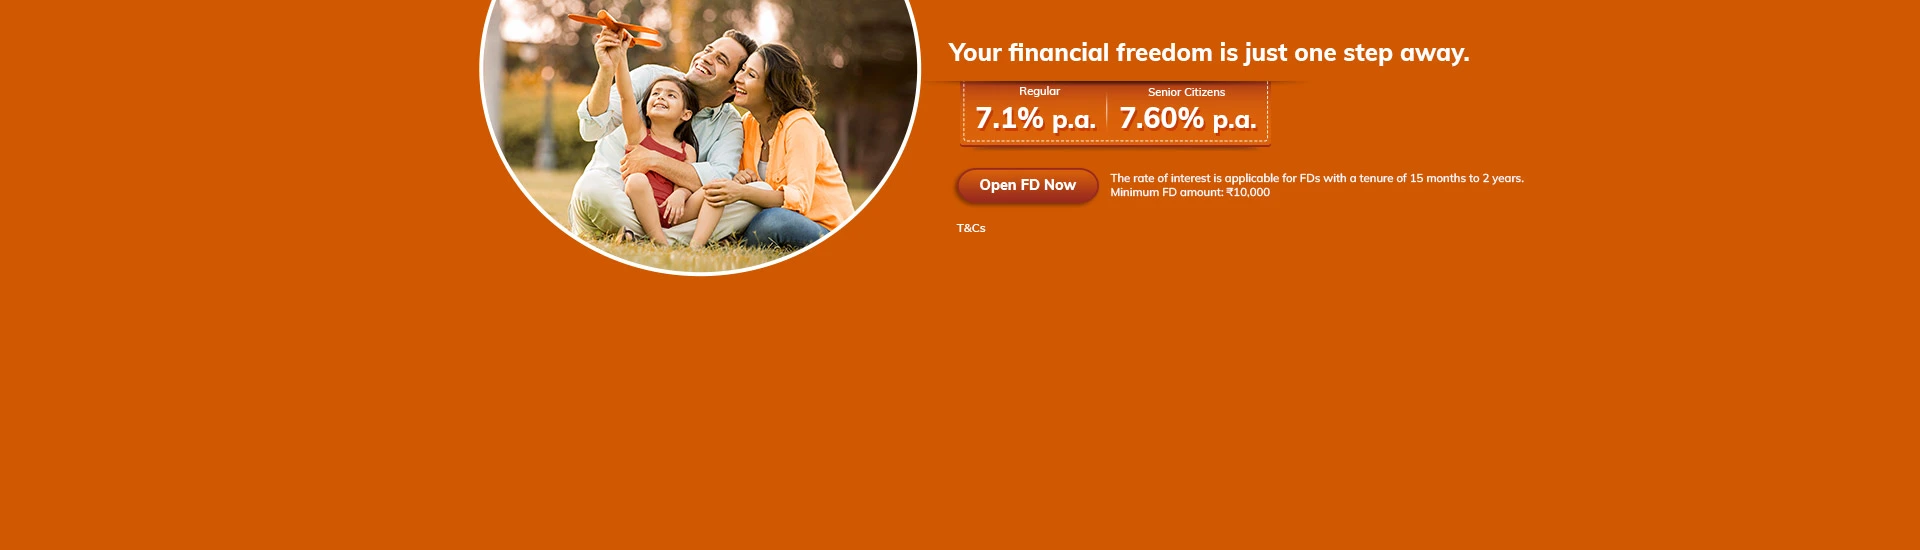 Your financial freedom is just one step away.
Regular
7.1% p.a.
Senior Citizens
7.60% p.a.
Open FD Now
The rate of interest is applicable for FDs with a tenure of 15 months to 2 years.
Minimum FD amount: ₹10,000
T&Cs